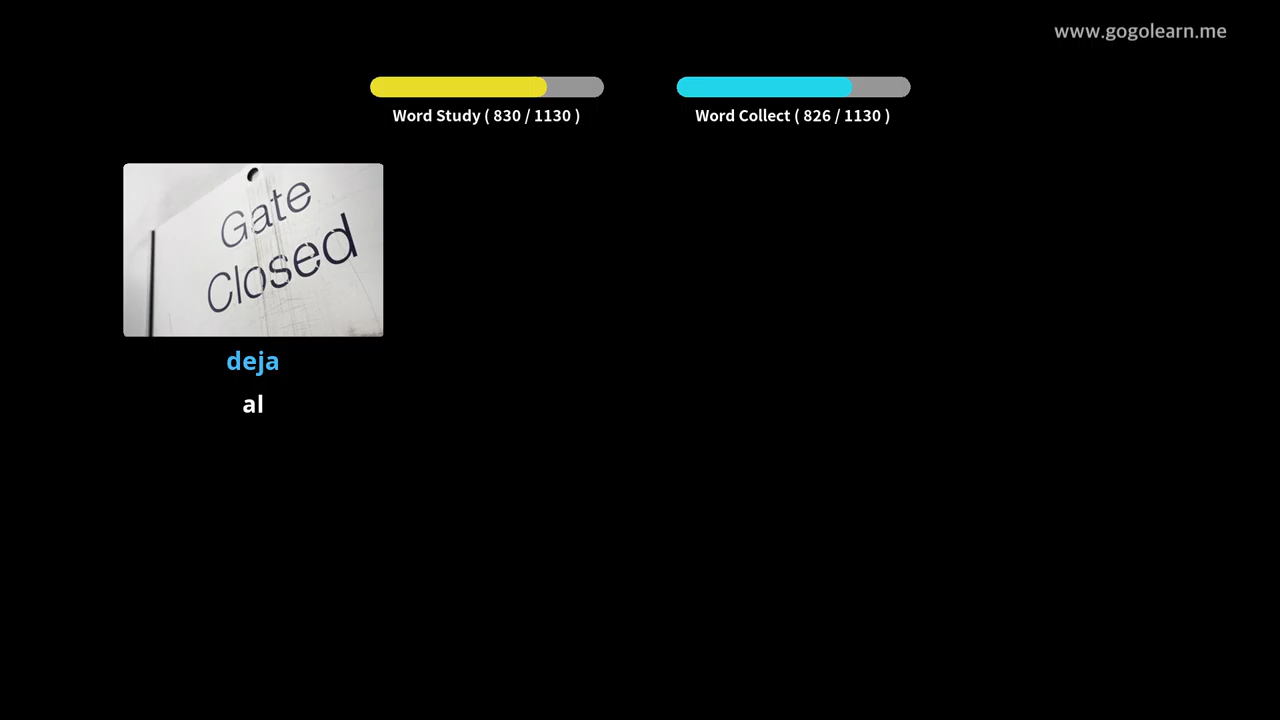 www.gogolearn.me
Word Study ( 830 / 1130 )
Word Collect ( 826 / 1130 )
Gate
Closed
deja
al